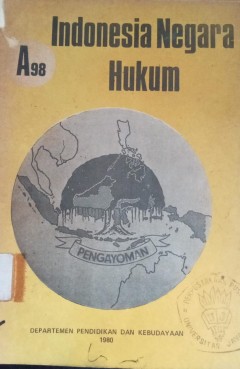 Indonesia Negara
Hukum
A98
PENGAYOMAN
DEPARTEMEN PENDIDIKAN DAN KEBUDAYAAN
1980